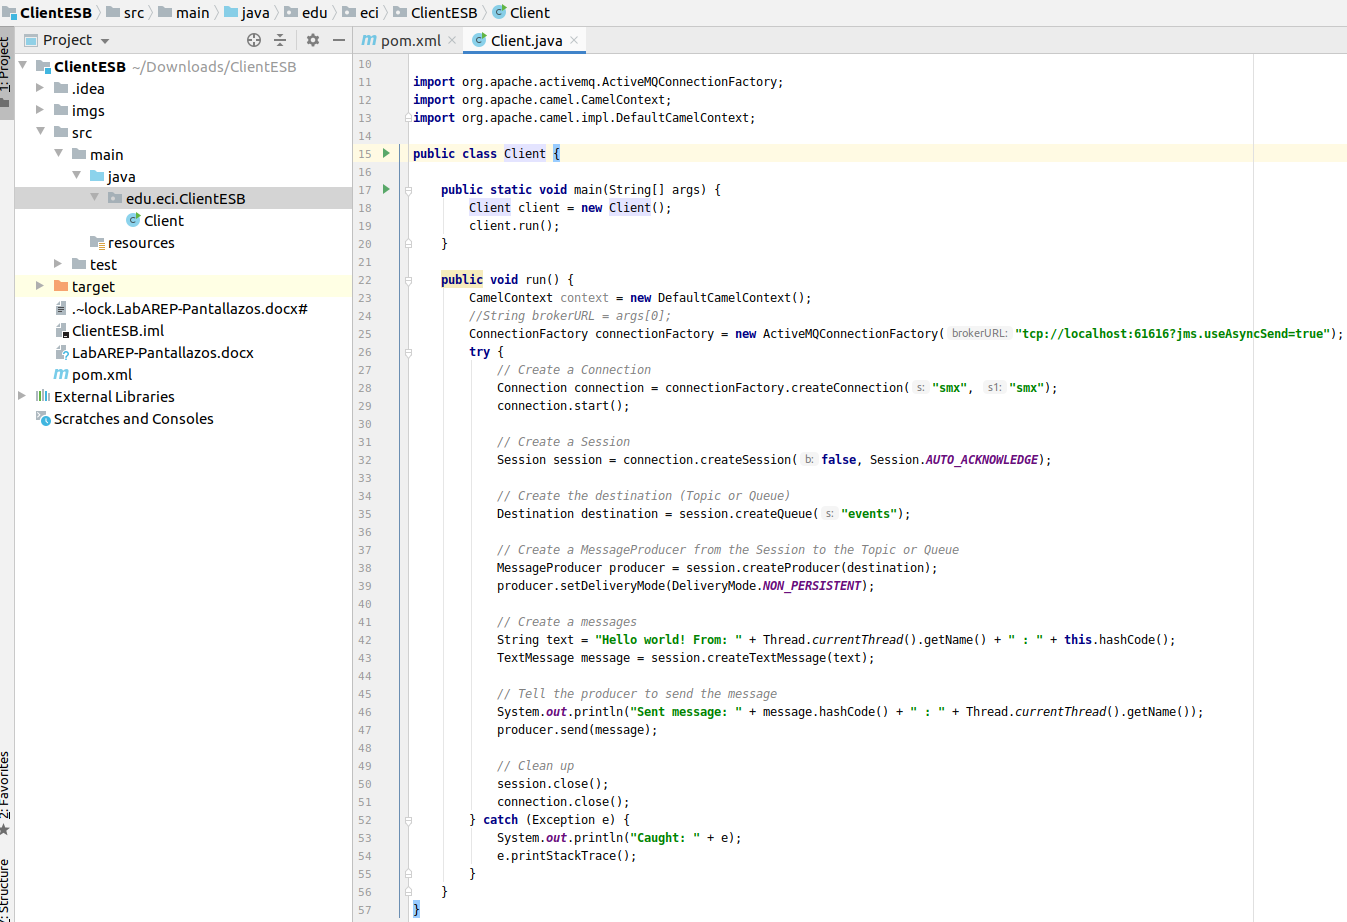 ClientESB src main java edu eci ClientESB Client
1: Project
Project
pom.xml
Client.java
ClientESB ~/Downloads/ClientESB
.idea
imgs
src
main
java
edu.eci.ClientESB
Client
resources
test
target
.~lock.LabAREP-Pantallazos.docx#
ClientESB.iml
LabAREP-Pantallazos.docx
pom.xml
External Libraries
Scratches and Consoles
2: Favorites
Structure
10
11 import org.apache.activemq.ActiveMQConnectionFactory;
12 import org.apache.camel.CamelContext;
13 import org.apache.camel.impl.DefaultCamelContext;
14
15 public class Client {
16
17 public static void main(String[] args) {
18 Client client = new Client();
19 client.run();
20 }
21
22 public void run() {
23 CamelContext context = new DefaultCamelContext();
24 //String brokerURL = args[0];
25 ConnectionFactory connectionFactory = new ActiveMQConnectionFactory( brokerURL: "tcp://localhost:61616?jms.useAsyncSend=true");
26 try {
27 // Create a Connection
28 Connection connection = connectionFactory.createConnection( s: "smx", s1: "smx");
29 connection.start();
30
31 // Create a Session
32 Session session = connection.createSession( b: false, Session.AUTO_ACKNOWLEDGE);
33
34 // Create the destination (Topic or Queue)
35 Destination destination = session.createQueue( s: "events");
36
37 // Create a MessageProducer from the Session to the Topic or Queue
38 MessageProducer producer = session.createProducer(destination);
39 producer.setDeliveryMode(DeliveryMode.NON_PERSISTENT);
40
41 // Create a messages
42 String text = "Hello world! From: " + Thread.currentThread().getName() + " : " + this.hashCode();
43 TextMessage message = session.createTextMessage(text);
44
45 // Tell the producer to send the message
46 System.out.println("Sent message: " + message.hashCode() + " : " + Thread.currentThread().getName());
47 producer.send(message);
48
49 // Clean up
50 session.close();
51 connection.close();
52 } catch (Exception e) {
53 System.out.println("Caught: " + e);
54 e.printStackTrace();
55 }
56 }
57 }